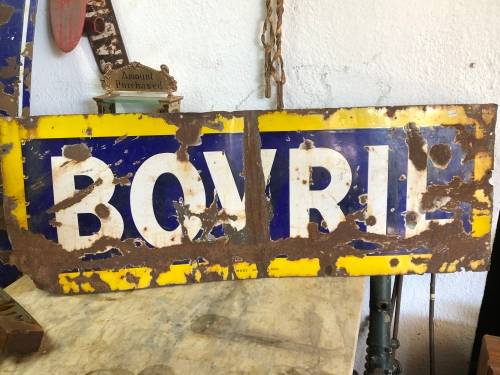 Amount
Purchased
BOVRIL